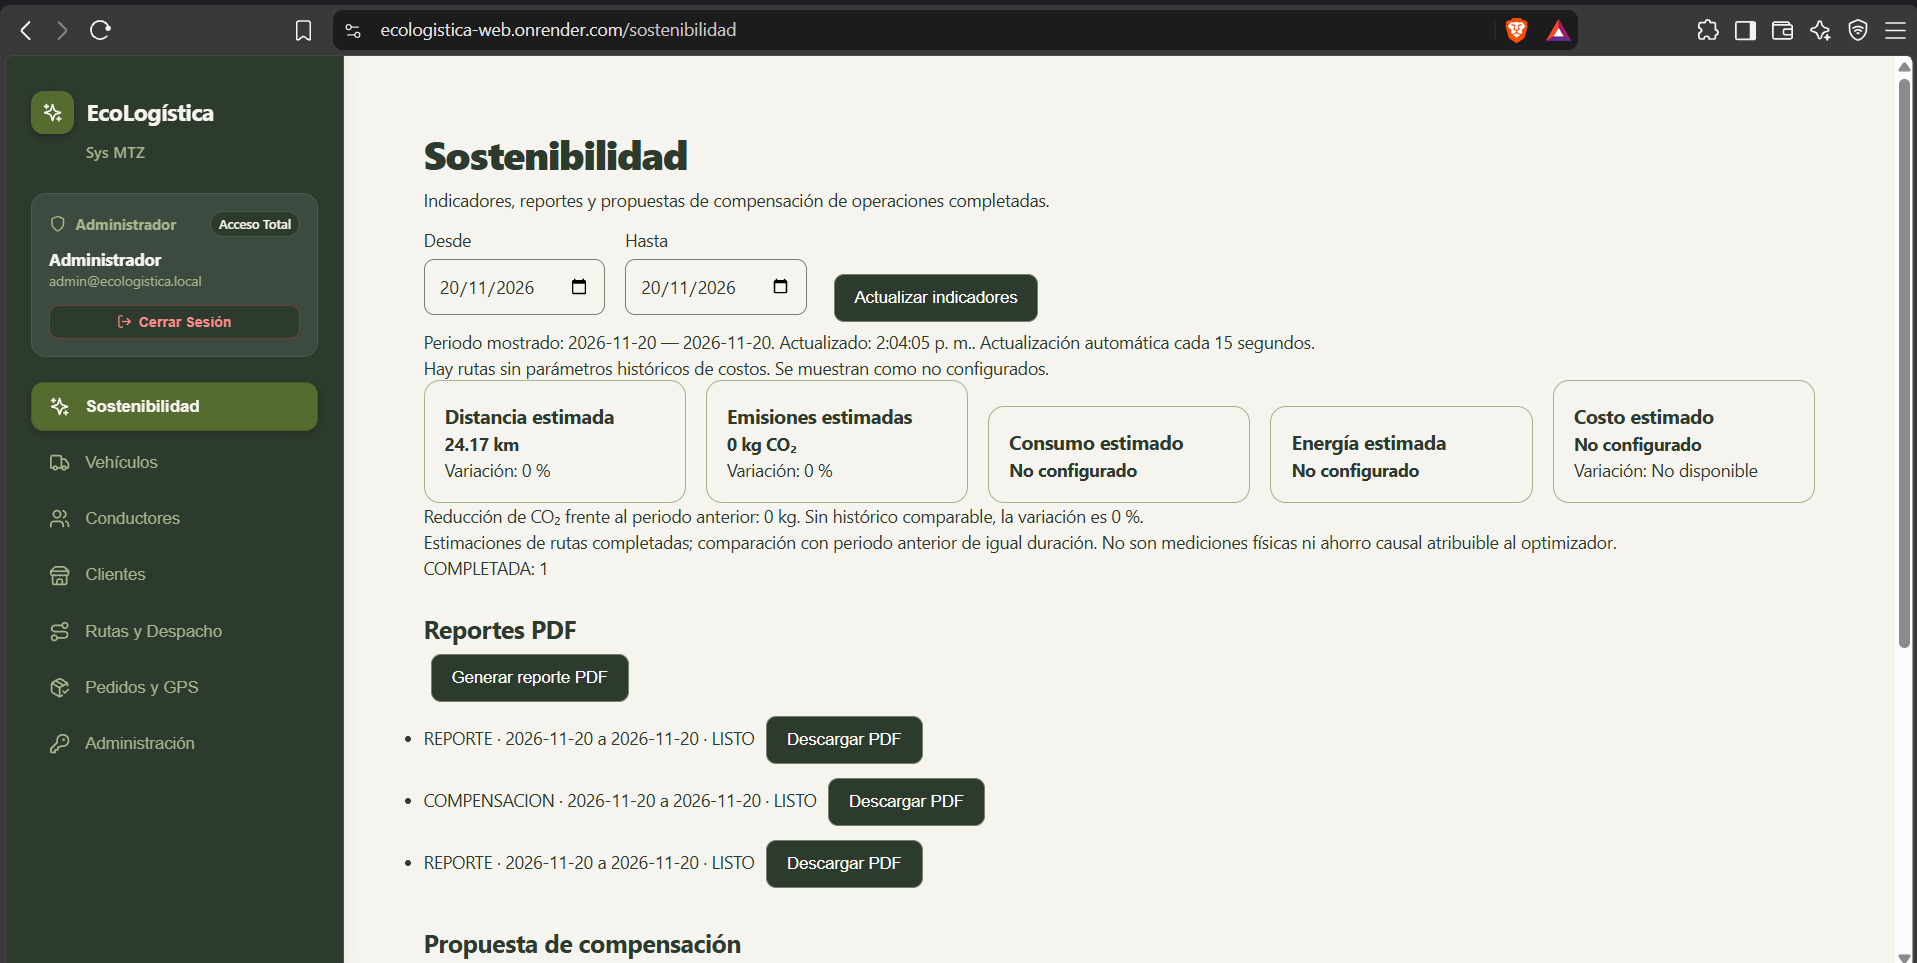 ecologistica-web.onrender.com/sostenibilidad
EcoLogística
Sys MTZ
Administrador
Acceso Total
Administrador
admin@ecologistica.local
Cerrar Sesión
Sostenibilidad
Vehículos
Conductores
Clientes
Rutas y Despacho
Pedidos y GPS
Administración
Sostenibilidad
Indicadores, reportes y propuestas de compensación de operaciones completadas.
Desde
Hasta
20/11/2026
20/11/2026
Actualizar indicadores
Periodo mostrado: 2026-11-20 — 2026-11-20. Actualizado: 2:04:05 p. m.. Actualización automática cada 15 segundos.
Hay rutas sin parámetros históricos de costos. Se muestran como no configurados.
Distancia estimada
24.17 km
Variación: 0 %
Emisiones estimadas
0 kg CO₂
Variación: 0 %
Consumo estimado
No configurado
Energía estimada
No configurado
Costo estimado
No configurado
Variación: No disponible
Reducción de CO₂ frente al periodo anterior: 0 kg. Sin histórico comparable, la variación es 0 %.
Estimaciones de rutas completadas; comparación con periodo anterior de igual duración. No son mediciones físicas ni ahorro causal atribuible al optimizador.
COMPLETADA: 1
Reportes PDF
Generar reporte PDF
• REPORTE · 2026-11-20 a 2026-11-20 · LISTO Descargar PDF
• COMPENSACION · 2026-11-20 a 2026-11-20 · LISTO Descargar PDF
• REPORTE · 2026-11-20 a 2026-11-20 · LISTO Descargar PDF
Propuesta de compensación